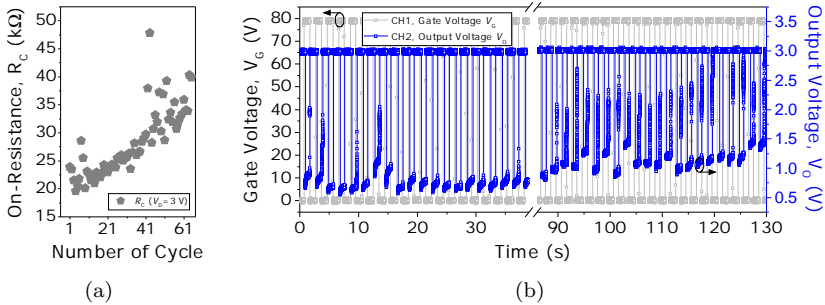 On-Resistance, R_C (kΩ)
50
45
40
35
30
25
20
15
R_C (V_D=3 V)
1 21 41 61
Number of Cycle
(a)
Gate Voltage, V_G (V)
80
70
60
50
40
30
20
10
0
CH1, Gate Voltage V_G
CH2, Output Voltage V_O
3.5
3.0
2.5
2.0
1.5
1.0
0.5
Output Voltage, V_O (V)
0 10 20 30 90 100 110 120 130
Time (s)
(b)